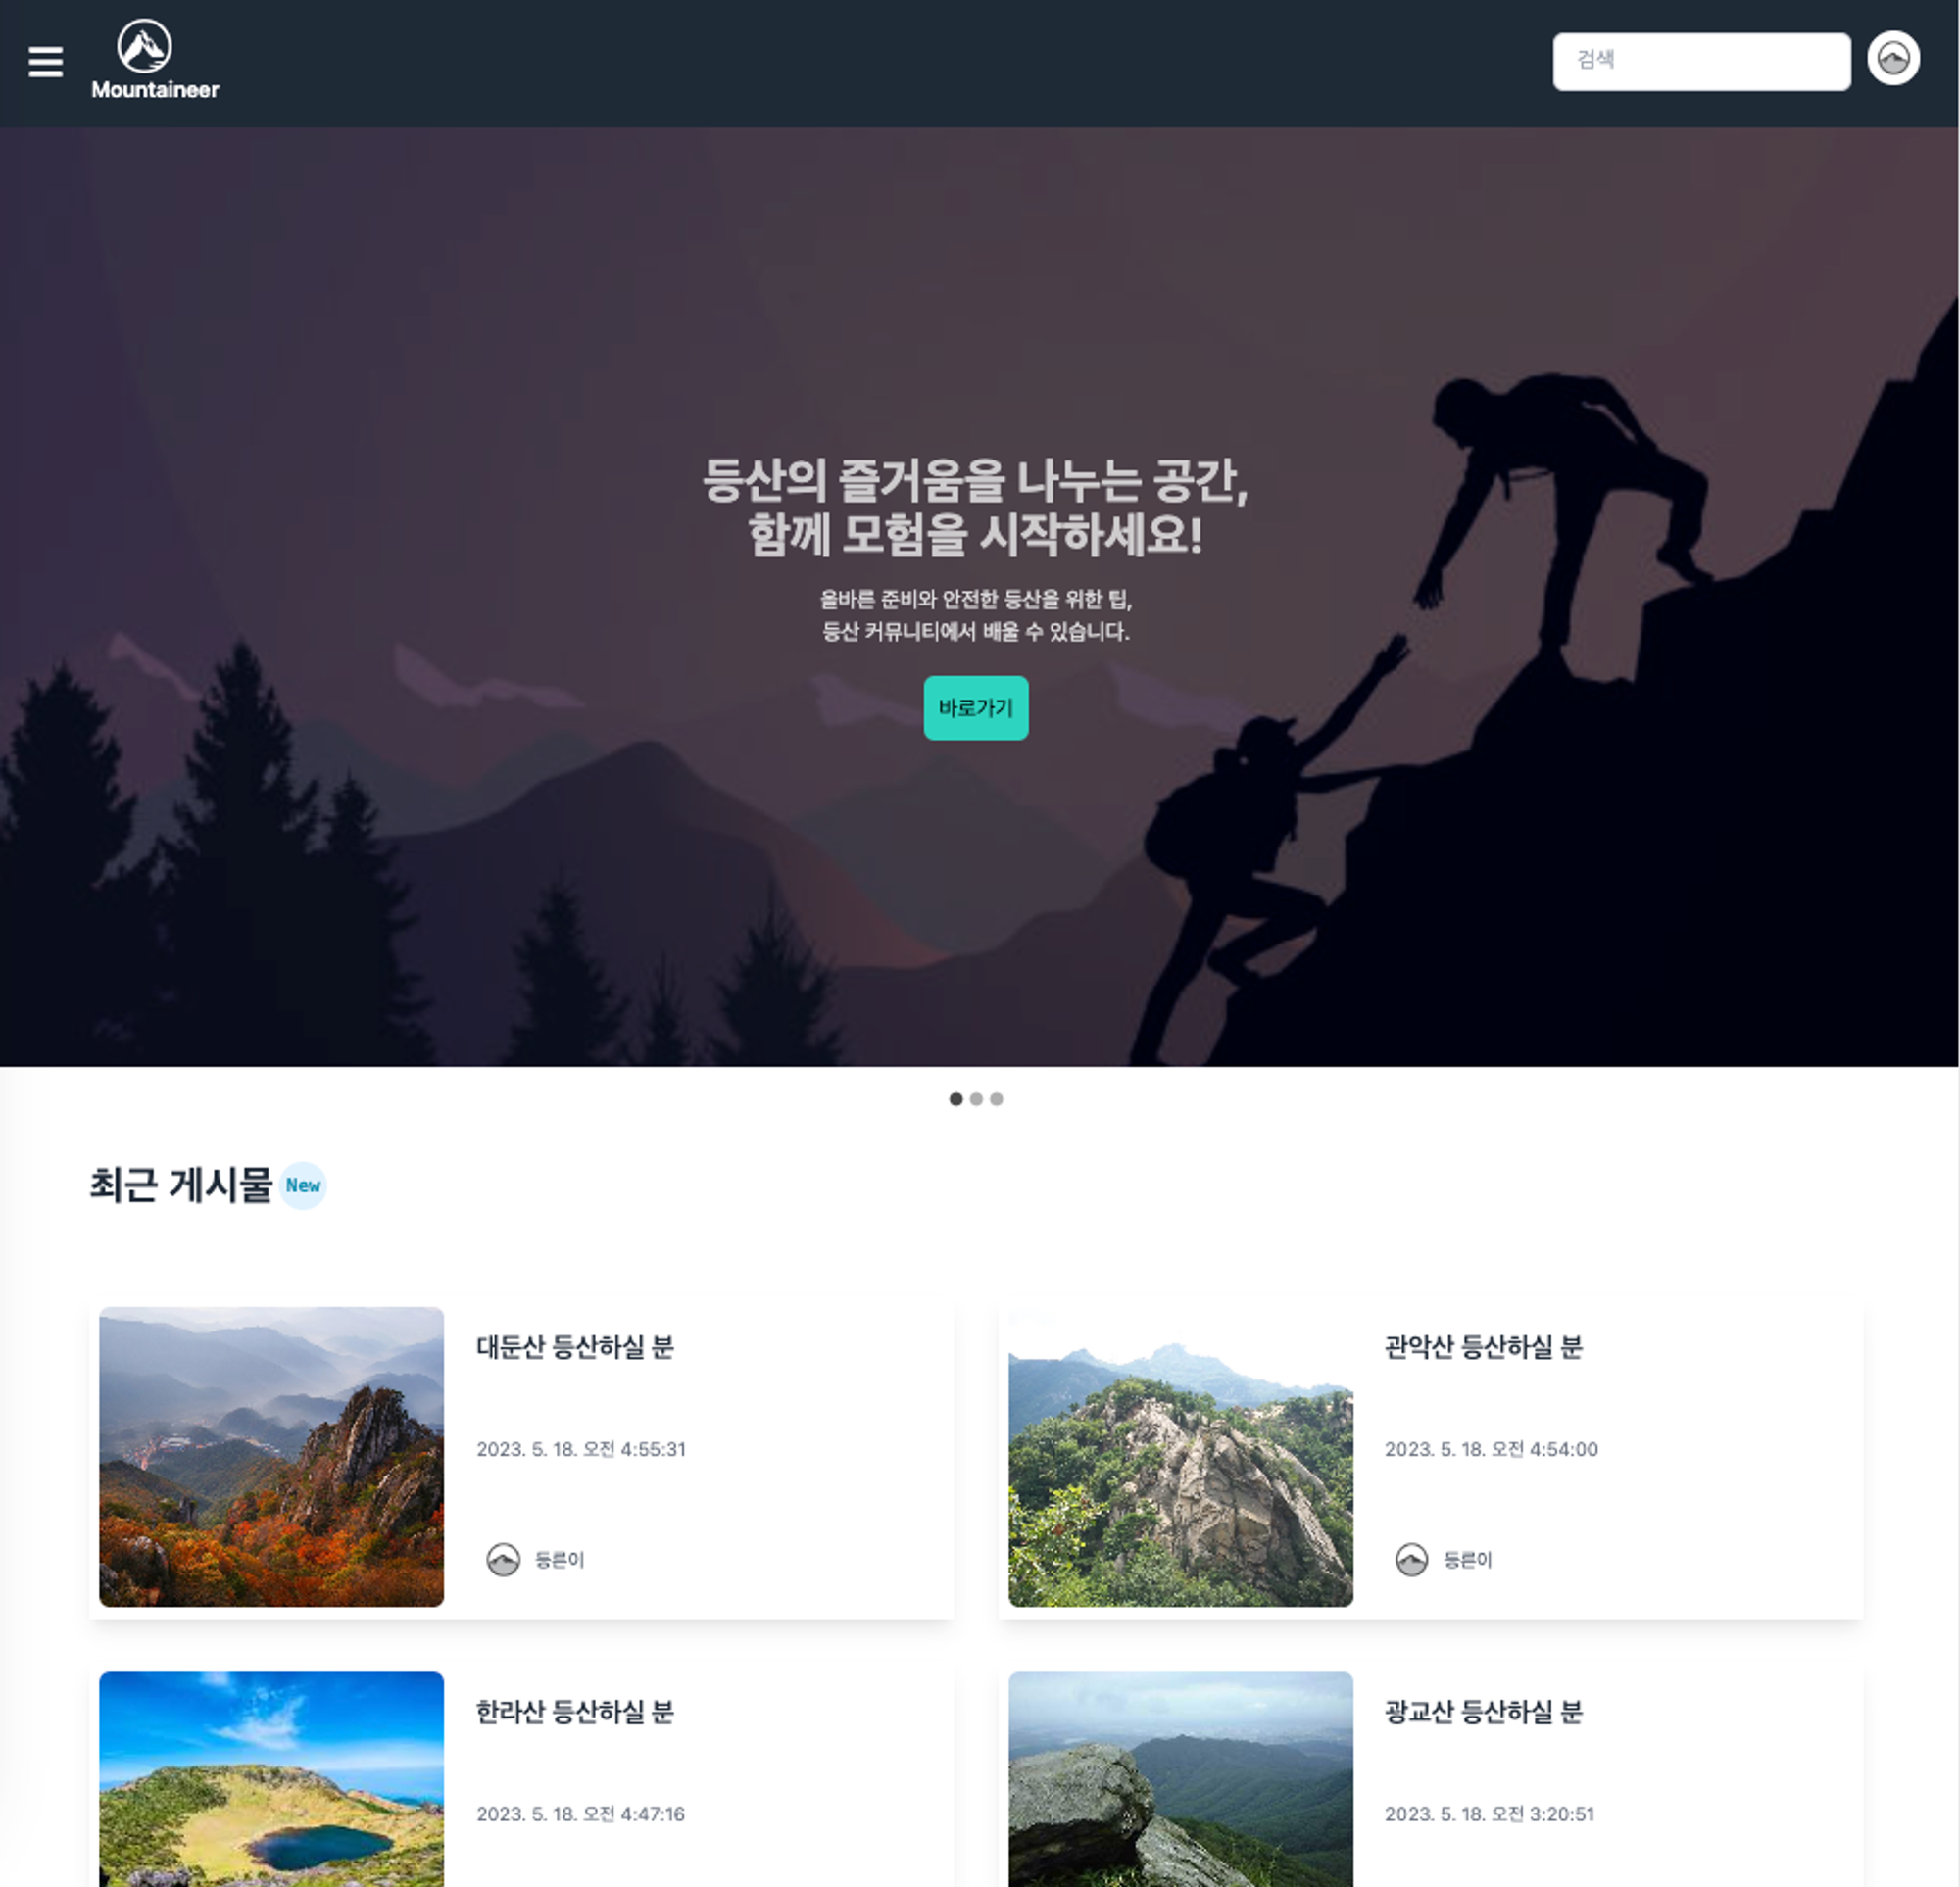 Mountaineer
검색
등산의 즐거움을 나누는 공간,
함께 모험을 시작하세요!
올바른 준비와 안전한 등산을 위한 팁,
등산 커뮤니티에서 배울 수 있습니다.
바로가기
최근 게시물 New
대둔산 등산하실 분
2023. 5. 18. 오전 4:55:31
등른이
관악산 등산하실 분
2023. 5. 18. 오전 4:54:00
등른이
한라산 등산하실 분
2023. 5. 18. 오전 4:47:16
광교산 등산하실 분
2023. 5. 18. 오전 3:20:51